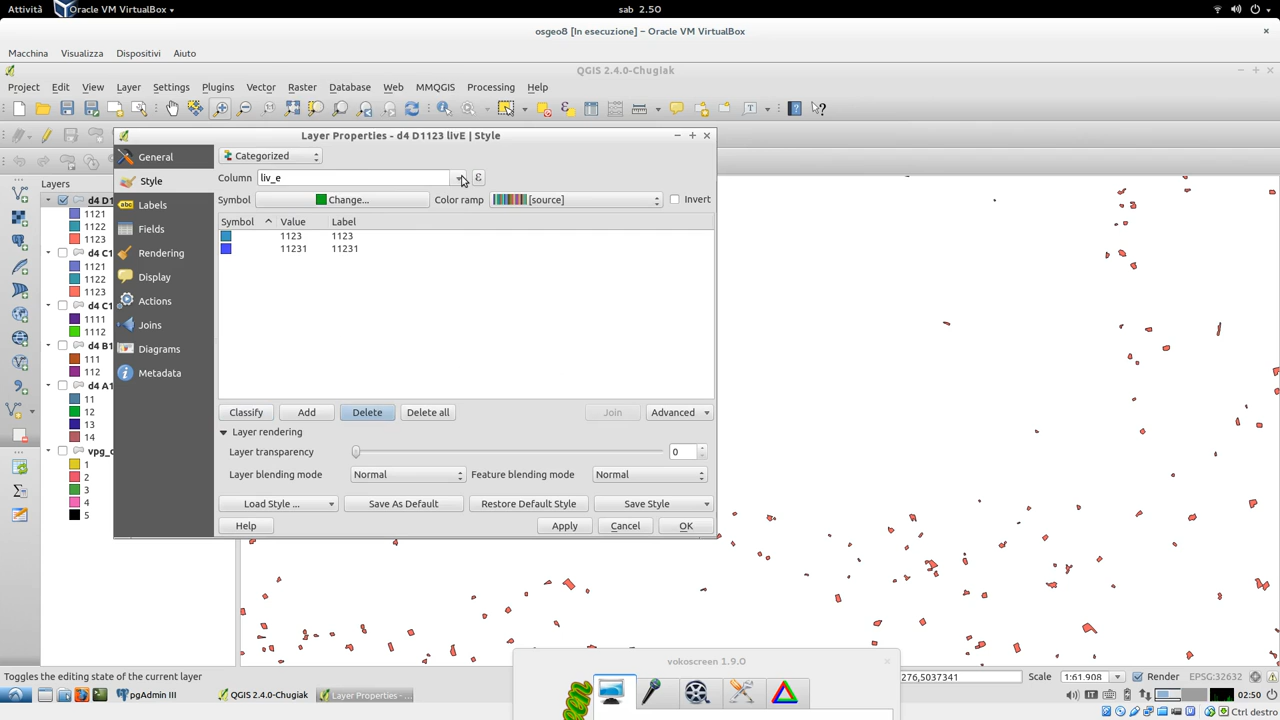 Attività Oracle VM VirtualBox sab 2.50
osgeo8 [In esecuzione] – Oracle VM VirtualBox
Macchina Visualizza Dispositivi Aiuto
QGIS 2.4.0-Chugiak
Project Edit View Layer Settings Plugins Vector Raster Database Web MMQGIS Processing Help
Layer Properties - d4 D1123 livE | Style
General
Style
Labels
Fields
Rendering
Display
Actions
Joins
Diagrams
Metadata
Categorized
Column liv_e ε
Symbol Change... Color ramp [source] Invert
Symbol Value Label
1123 1123
11231 11231
Classify Add Delete Delete all Join Advanced
Layer rendering
Layer transparency 0
Layer blending mode Normal Feature blending mode Normal
Load Style ... Save As Default Restore Default Style Save Style
Help Apply Cancel OK
Layers
d4 D1
1121
1122
1123
d4 C1
1121
1122
1123
d4 C1
1111
1112
d4 B1
111
112
d4 A1
11
12
13
14
vpg_c
1
2
3
4
5
vokoscreen 1.9.0
Toggles the editing state of the current layer
276,5037341 Scale 1:61.908 Render EPSG:32632
pgAdmin III QGIS 2.4.0-Chugiak Layer Properties - ... IT 02:50
Ctrl destro